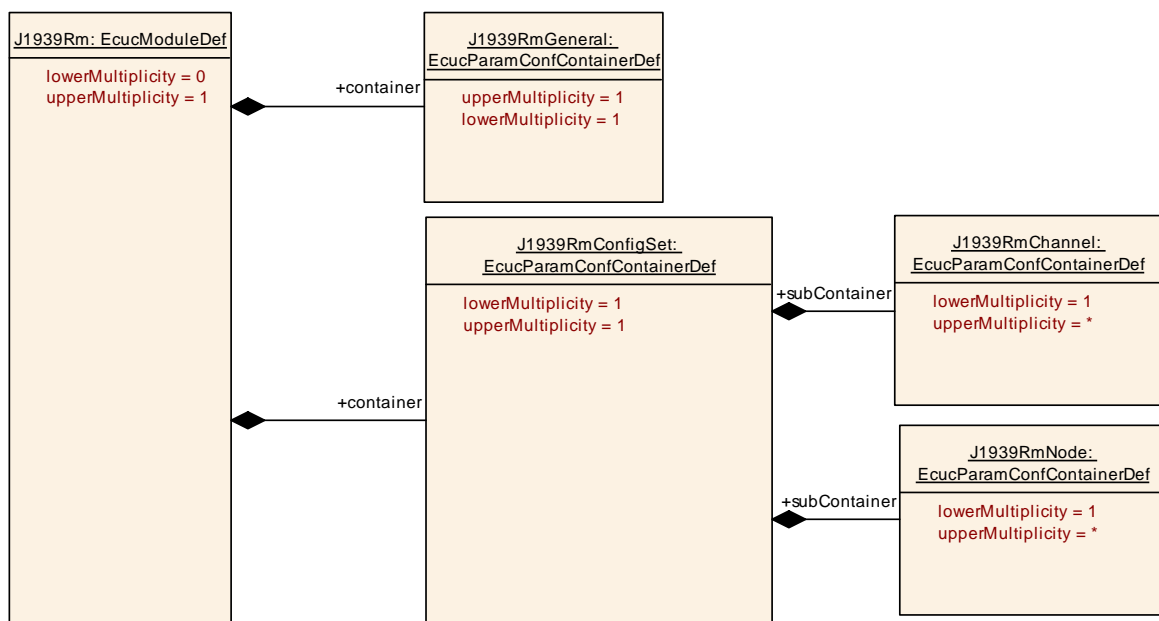 J1939Rm: EcucModuleDef
lowerMultiplicity = 0
upperMultiplicity = 1
+container
J1939RmGeneral:
EcucParamConfContainerDef
upperMultiplicity = 1
lowerMultiplicity = 1
+container
J1939RmConfigSet:
EcucParamConfContainerDef
lowerMultiplicity = 1
upperMultiplicity = 1
+subContainer
J1939RmChannel:
EcucParamConfContainerDef
lowerMultiplicity = 1
upperMultiplicity = *
+subContainer
J1939RmNode:
EcucParamConfContainerDef
lowerMultiplicity = 1
upperMultiplicity = *